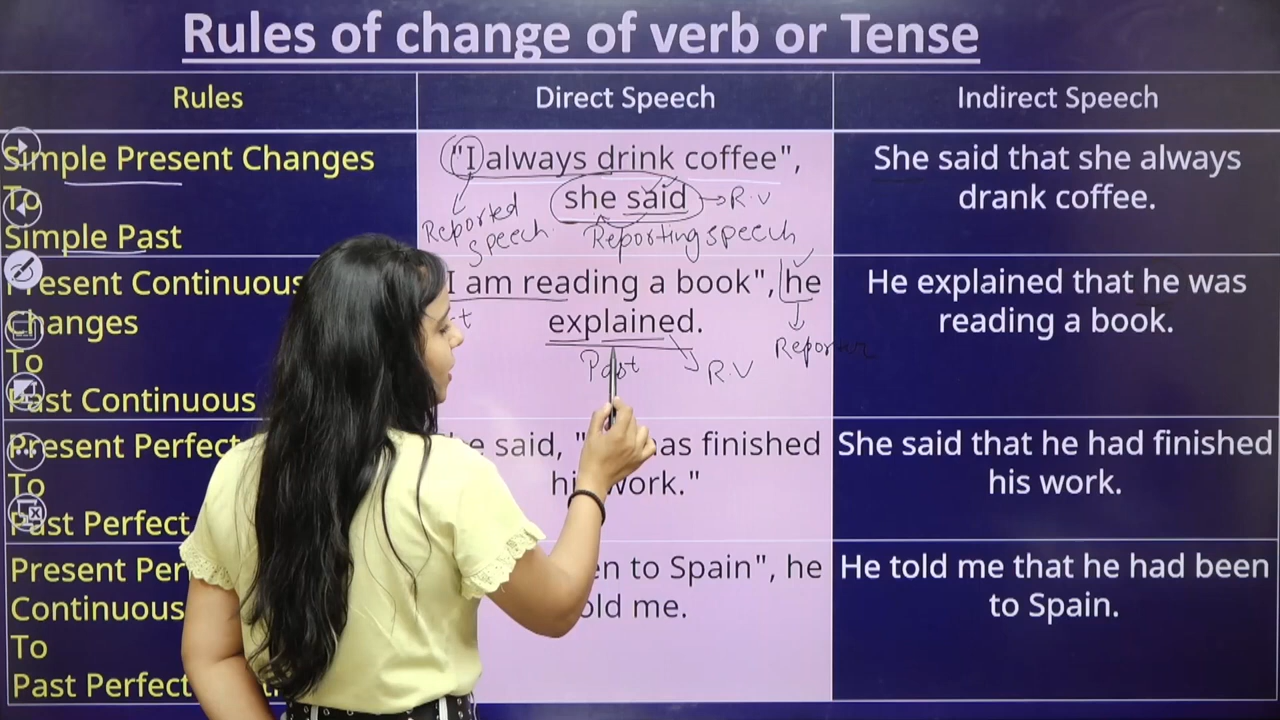 Rules of change of verb or Tense
Rules
Direct Speech
Indirect Speech
Simple Present Changes
To
Simple Past
"I always drink coffee",
she said
R.V
Reported
speech.
Reporting speech
She said that she always
drank coffee.
Present Continuous
Changes
To
Past Continuous
I am reading a book", he
explained.
Past
R.V
Reporter
He explained that he was
reading a book.
Present Perfect
To
Past Perfect
said, " has finished
work."
She said that he had finished
his work.
Present
Continuous
To
Past Perfect
to Spain", he
me.
He told me that he had been
to Spain.